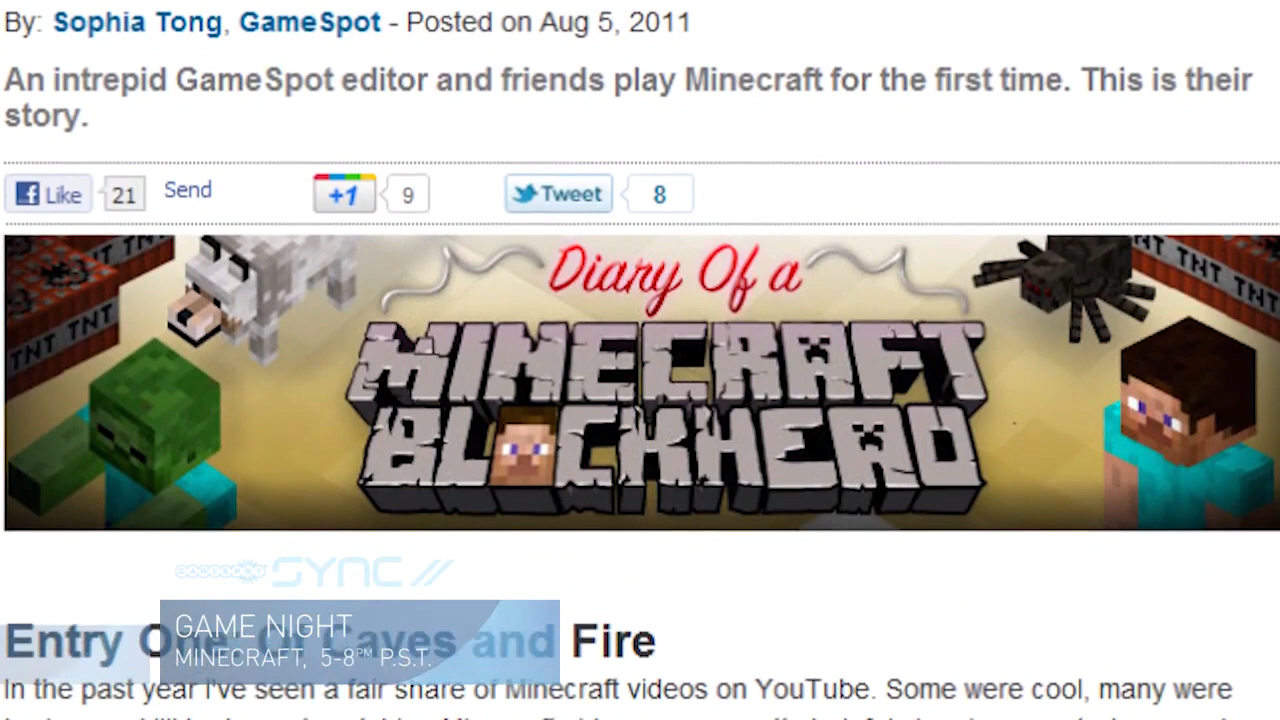 By: Sophia Tong, GameSpot - Posted on Aug 5, 2011
An intrepid GameSpot editor and friends play Minecraft for the first time. This is their
story.
Like 21 Send +1 9 Tweet 8
Diary Of a
MINECRAFT
BLOCKHEAD
TNT TNT TNT TNT
GAMESPOT SYNC //
Entry One: Of Caves and Fire
GAME NIGHT
MINECRAFT, 5-8PM P.S.T.
In the past year I've seen a fair share of Minecraft videos on YouTube. Some were cool, many were